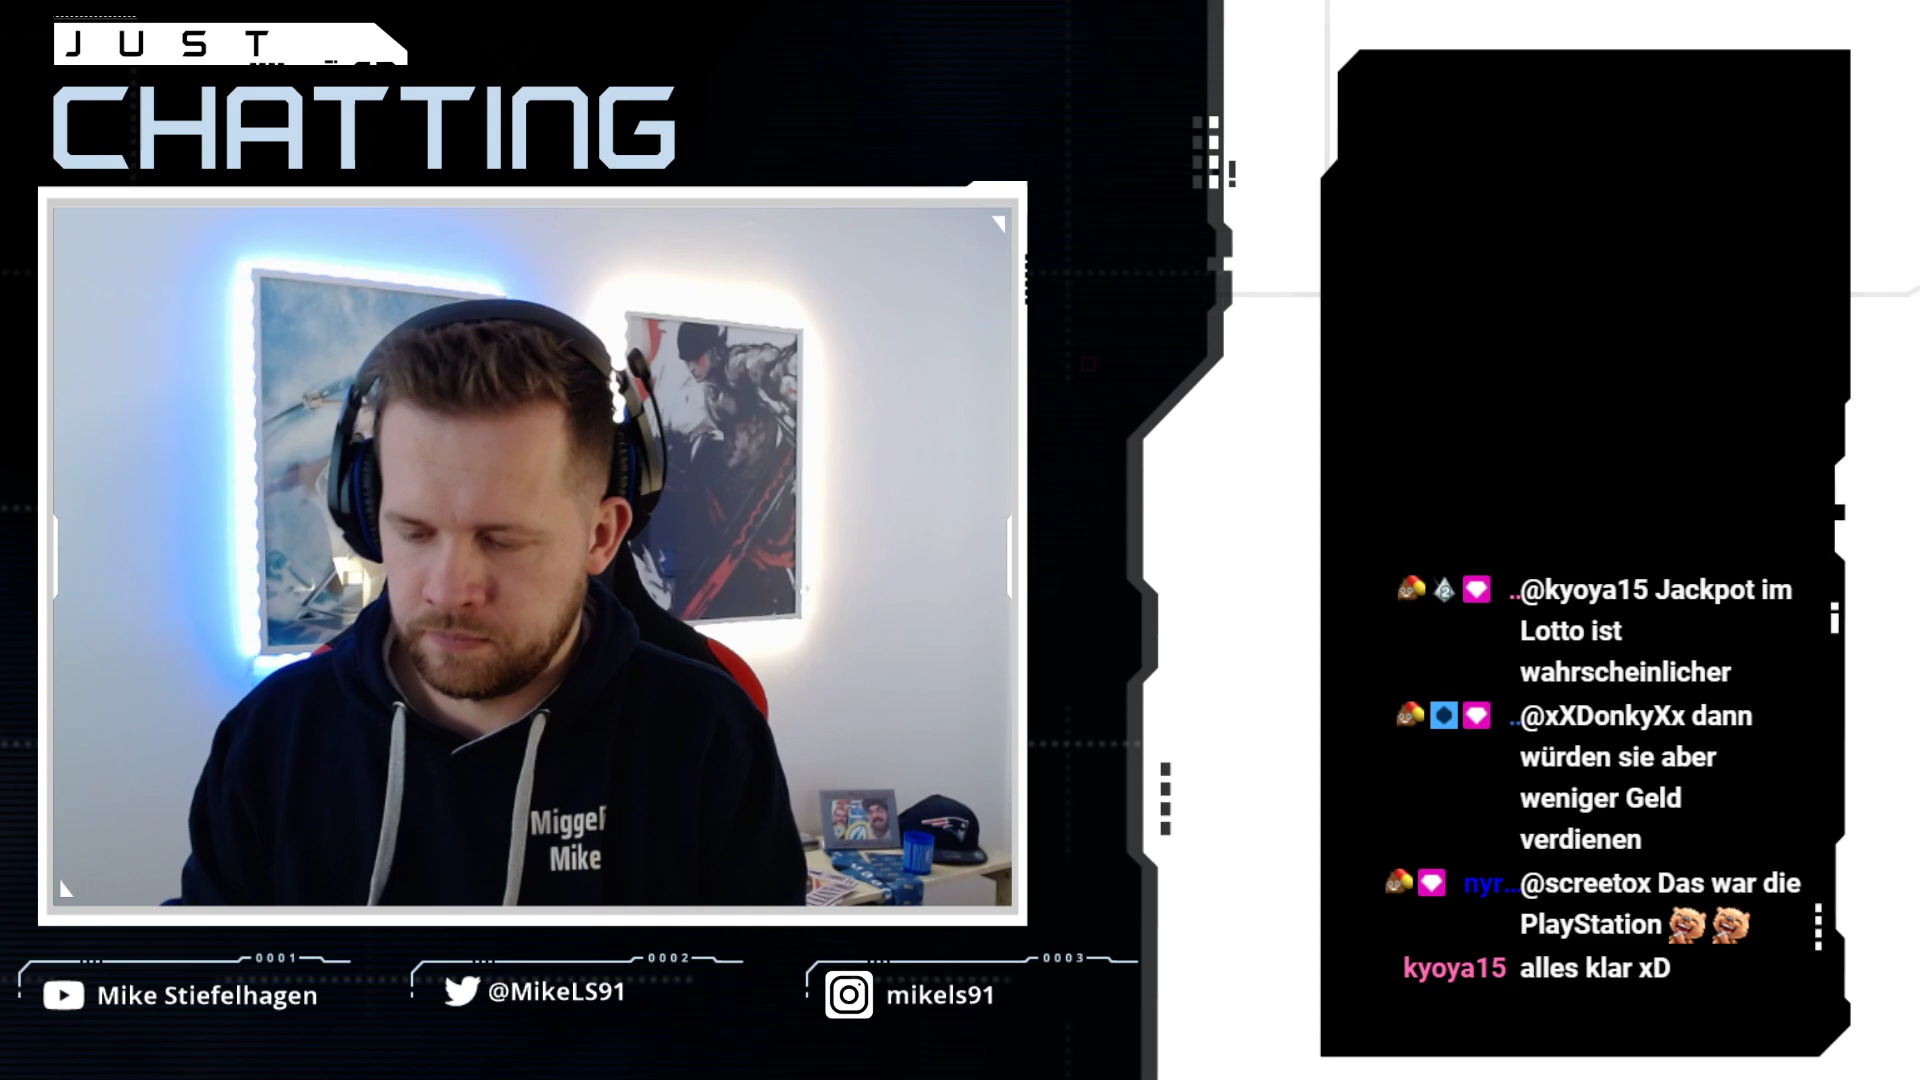 JUST
CHATTING
Miggel
Mike
0001
0002
0003
Mike Stiefelhagen
@MikeLS91
mikels91
..@kyoya15 Jackpot im
Lotto ist
wahrscheinlicher
..@xXDonkyXx dann
würden sie aber
weniger Geld
verdienen
nyr...@screetox Das war die
PlayStation
kyoya15 alles klar xD